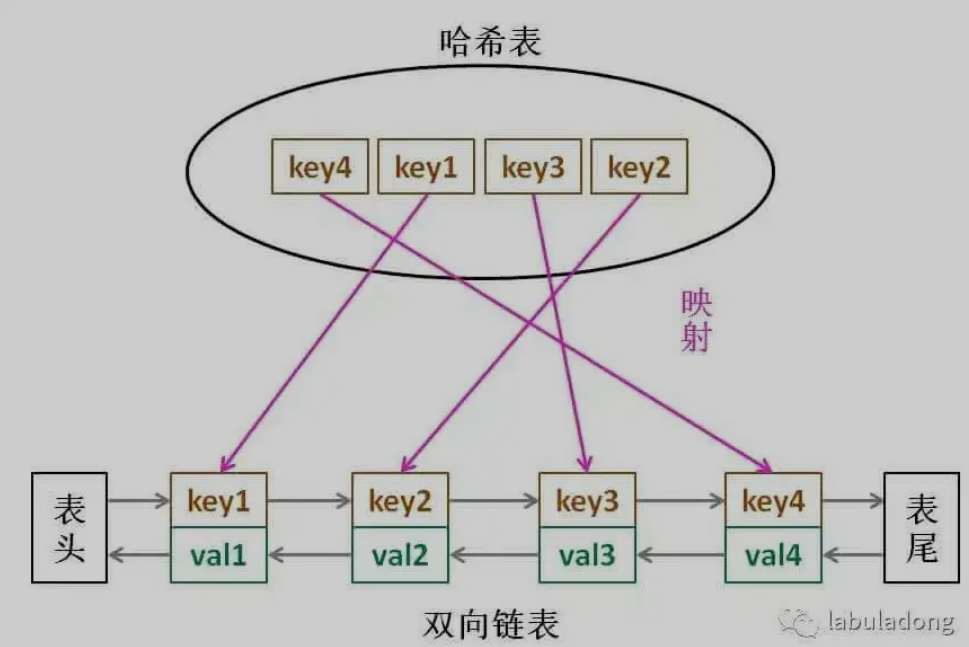 哈希表
key4 key1 key3 key2
映
射
表
头
key1 key2 key3 key4
val1 val2 val3 val4
表
尾
双向链表
labuladong